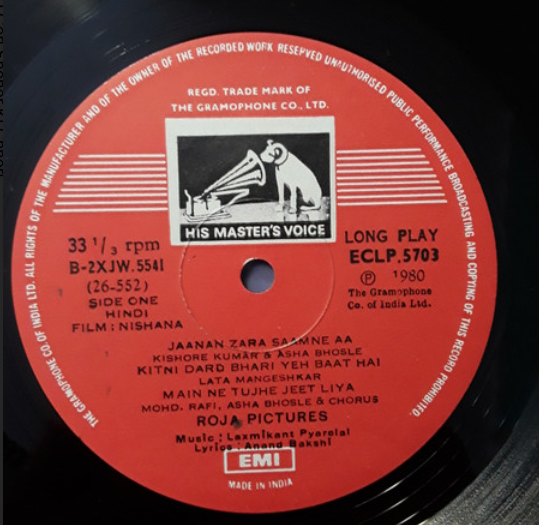 THE GRAMOPHONE CO. OF INDIA LTD. ALL RIGHTS OF THE MANUFACTURER AND OF THE OWNER OF THE RECORDED WORK RESERVED UNAUTHORISED PUBLIC PERFORMANCE BROADCASTING AND COPYING OF THIS RECORD PROHIBITED.
REGD. TRADE MARK OF
THE GRAMOPHONE CO., LTD.
HIS MASTER'S VOICE
33 1/3 rpm
B-2XJW.5541
(26-552)
SIDE ONE
HINDI
FILM : NISHANA
LONG PLAY
ECLP.5703
Ⓟ 1980
The Gramophone
Co. of India Ltd.
JAANAN ZARA SAAMNE AA
KISHORE KUMAR & ASHA BHOSLE
KITNI DARD BHARI YEH BAAT HAI
LATA MANGESHKAR
MAIN NE TUJHE JEET LIYA
MOHD. RAFI, ASHA BHOSLE & CHORUS
ROJA PICTURES
Music : Laxmikant Pyarelal
Lyrics : Anand Bakshi
EMI
MADE IN INDIA